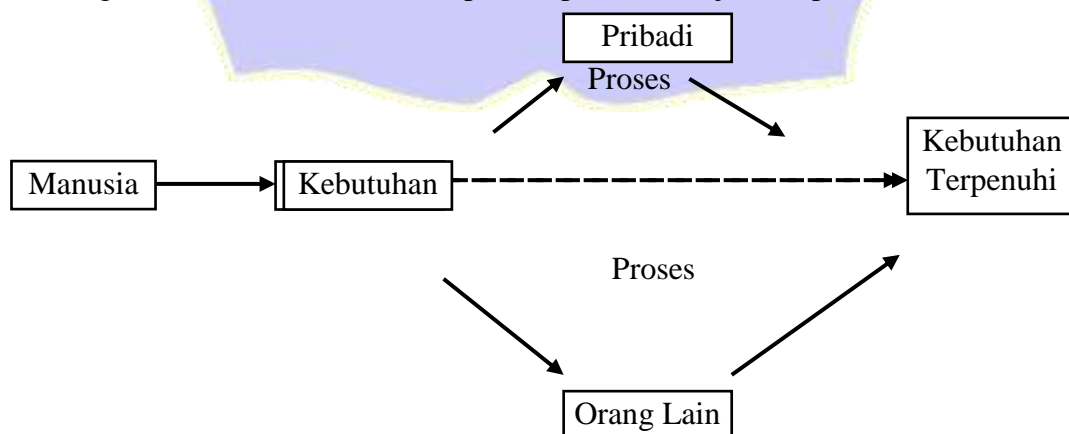 Pribadi
Proses
Manusia
Kebutuhan
Kebutuhan
Terpenuhi
Proses
Orang Lain